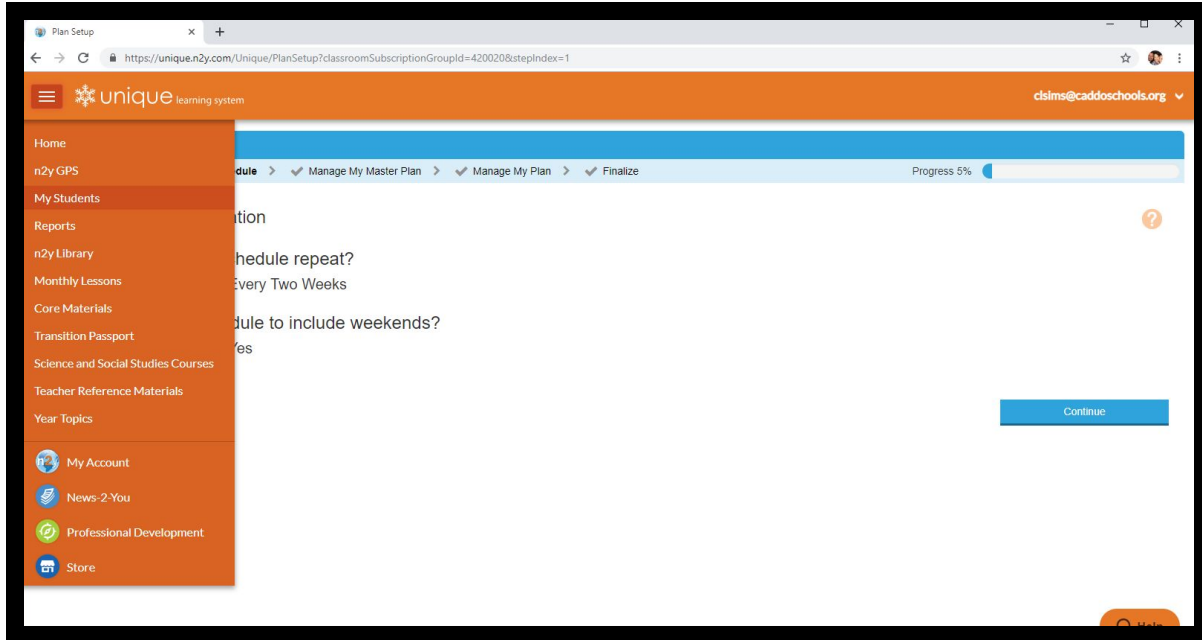 Plan Setup
https://unique.n2y.com/Unique/PlanSetup?classroomSubscriptionGroupId=420020&stepIndex=1
unique learning system
clsims@caddoschools.org
Home
n2y GPS
dule > Manage My Master Plan > Manage My Plan > Finalize Progress 5%
My Students
Reports
tion
?
n2y Library
hedule repeat?
Monthly Lessons
Every Two Weeks
Core Materials
Transition Passport
dule to include weekends?
Yes
Science and Social Studies Courses
Teacher Reference Materials
Year Topics
Continue
My Account
News-2-You
Professional Development
Store
Help